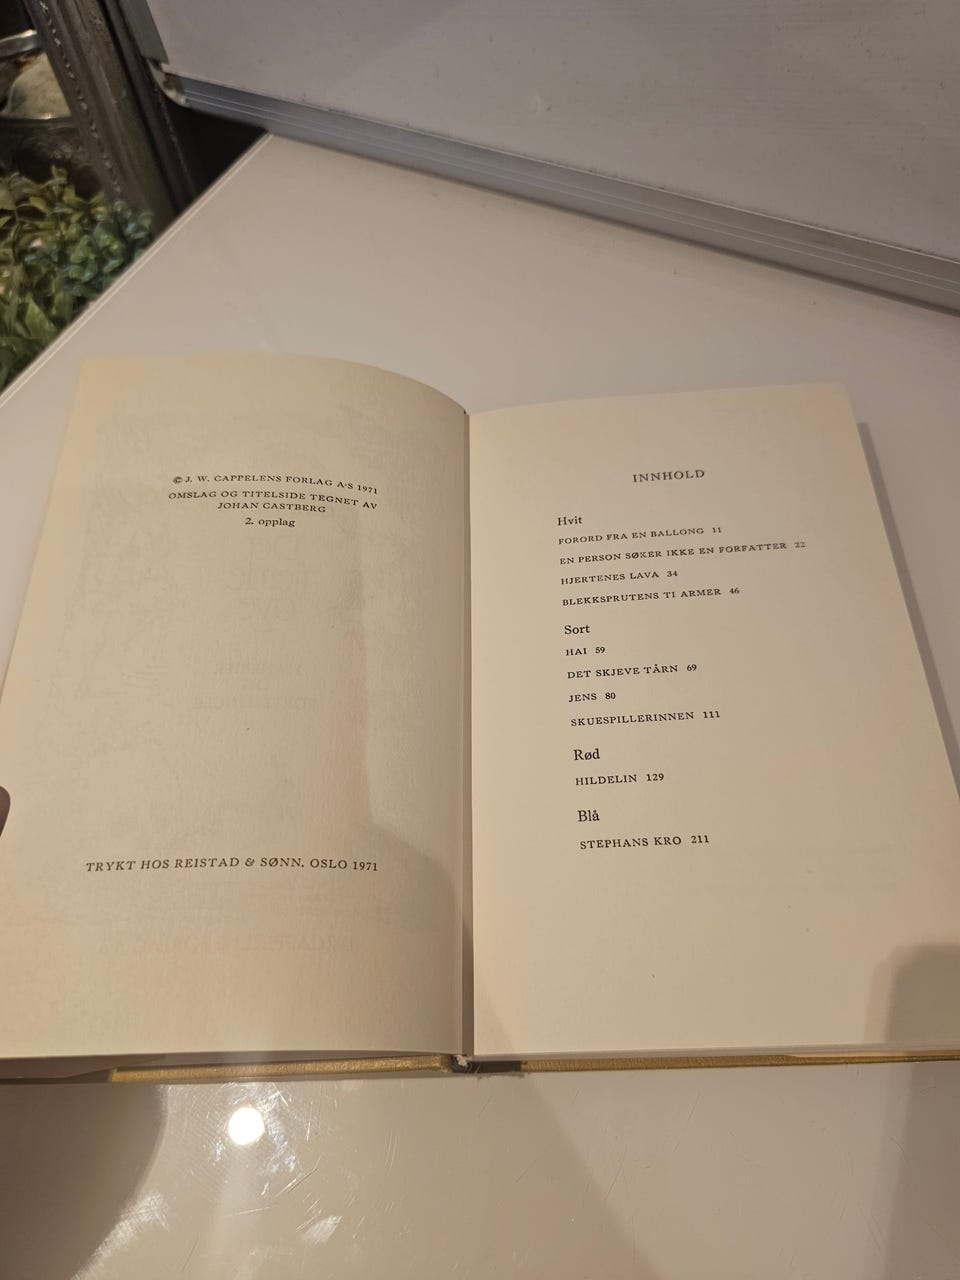 © J. W. CAPPELENS FORLAG A·S 1971
OMSLAG OG TITELSIDE TEGNET AV
JOHAN CASTBERG
2. opplag
TRYKT HOS REISTAD & SØNN. OSLO 1971
INNHOLD
Hvit
FORORD FRA EN BALLONG 11
EN PERSON SØKER IKKE EN FORFATTER 22
HJERTENES LAVA 34
BLEKKSPRUTENS TI ARMER 46
Sort
HAI 59
DET SKJEVE TÅRN 69
JENS 80
SKUESPILLERINNEN 111
Rød
HILDELIN 129
Blå
STEPHANS KRO 211